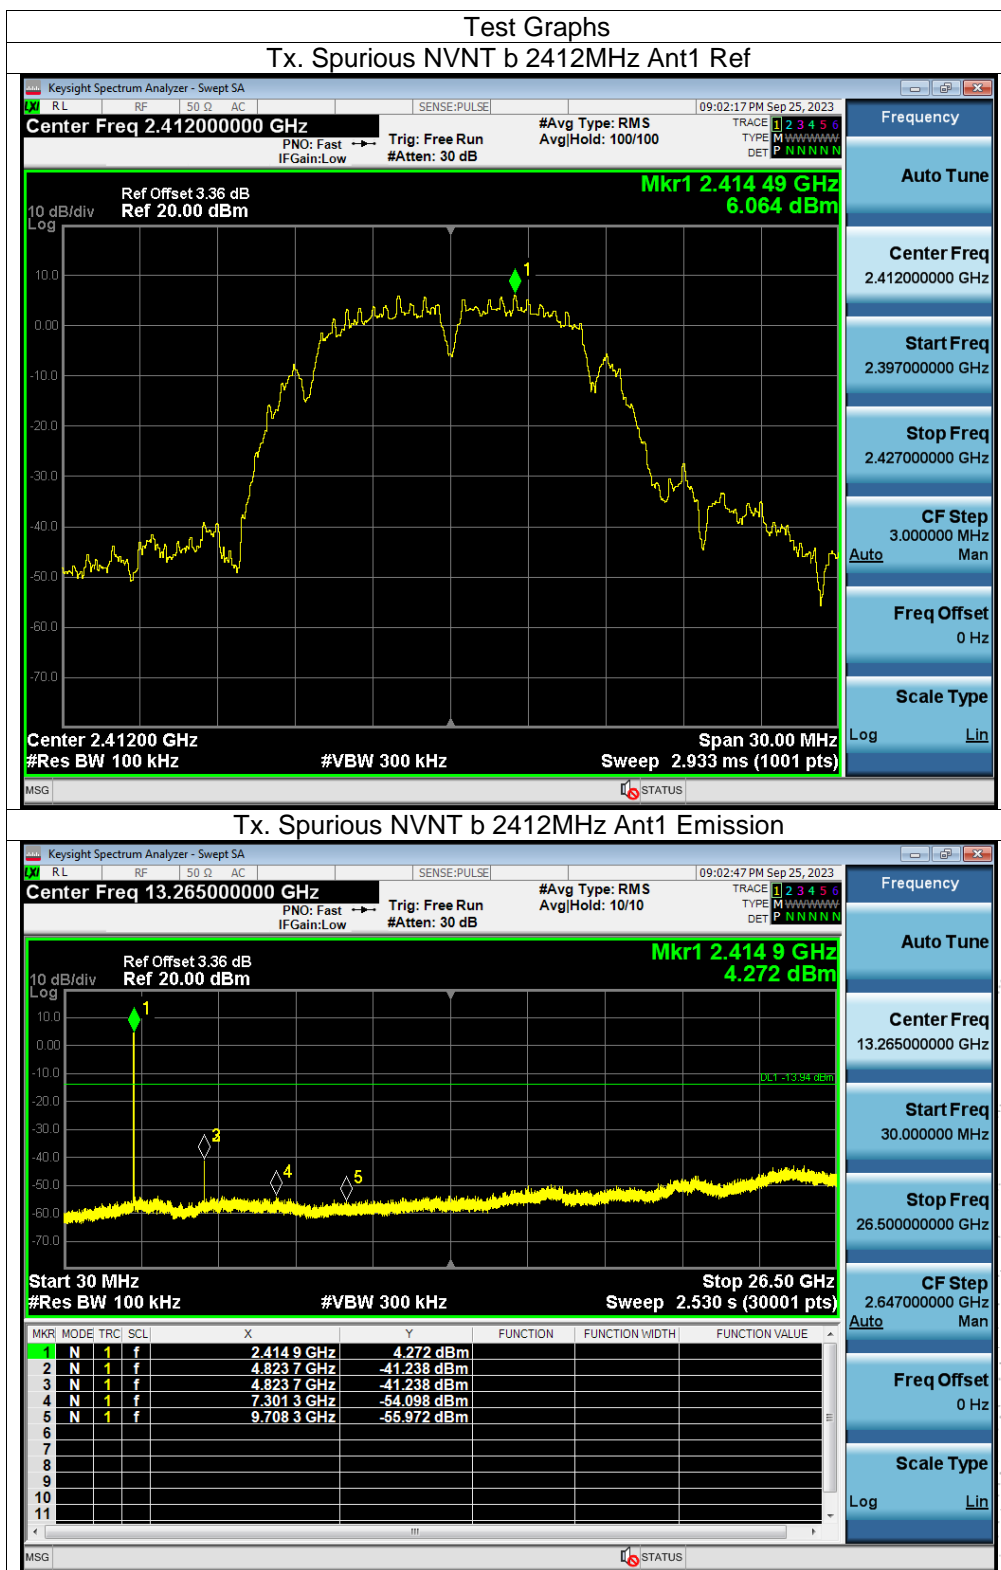 Test Graphs
Tx. Spurious NVNT b 2412MHz Ant1 Ref
Keysight Spectrum Analyzer - Swept SA
LXI RL RF 50 Ω AC SENSE:PULSE 09:02:17 PM Sep 25, 2023
Center Freq 2.412000000 GHz
PNO: Fast
IFGain:Low
Trig: Free Run
#Atten: 30 dB
#Avg Type: RMS
Avg|Hold: 100/100
TRACE 1 2 3 4 5 6
TYPE M WWWWW
DET P N N N N N
Frequency
Mkr1 2.414 49 GHz
6.064 dBm
Ref Offset 3.36 dB
10 dB/div Ref 20.00 dBm
Log
1
10.0
0.00
-10.0
-20.0
-30.0
-40.0
-50.0
-60.0
-70.0
Center 2.41200 GHz Span 30.00 MHz
#Res BW 100 kHz #VBW 300 kHz Sweep 2.933 ms (1001 pts)
MSG STATUS
Auto Tune
Center Freq
2.412000000 GHz
Start Freq
2.397000000 GHz
Stop Freq
2.427000000 GHz
CF Step
3.000000 MHz
Auto Man
Freq Offset
0 Hz
Scale Type
Log Lin
Tx. Spurious NVNT b 2412MHz Ant1 Emission
Keysight Spectrum Analyzer - Swept SA
LXI RL RF 50 Ω AC SENSE:PULSE 09:02:47 PM Sep 25, 2023
Center Freq 13.265000000 GHz
PNO: Fast
IFGain:Low
Trig: Free Run
#Atten: 30 dB
#Avg Type: RMS
Avg|Hold: 10/10
TRACE 1 2 3 4 5 6
TYPE M WWWWW
DET P N N N N N
Frequency
Mkr1 2.414 9 GHz
4.272 dBm
Ref Offset 3.36 dB
10 dB/div Ref 20.00 dBm
Log
1
10.0
0.00
-10.0
DL1 -13.94 dBm
-20.0
-30.0
3
-40.0
4
5
-50.0
-60.0
-70.0
Start 30 MHz Stop 26.50 GHz
#Res BW 100 kHz #VBW 300 kHz Sweep 2.530 s (30001 pts)
MKR MODE TRC SCL X Y FUNCTION FUNCTION WIDTH FUNCTION VALUE
1 N 1 f 2.414 9 GHz 4.272 dBm
2 N 1 f 4.823 7 GHz -41.238 dBm
3 N 1 f 4.823 7 GHz -41.238 dBm
4 N 1 f 7.301 3 GHz -54.098 dBm
5 N 1 f 9.708 3 GHz -55.972 dBm
6
7
8
9
10
11
MSG STATUS
Auto Tune
Center Freq
13.265000000 GHz
Start Freq
30.000000 MHz
Stop Freq
26.500000000 GHz
CF Step
2.647000000 GHz
Auto Man
Freq Offset
0 Hz
Scale Type
Log Lin